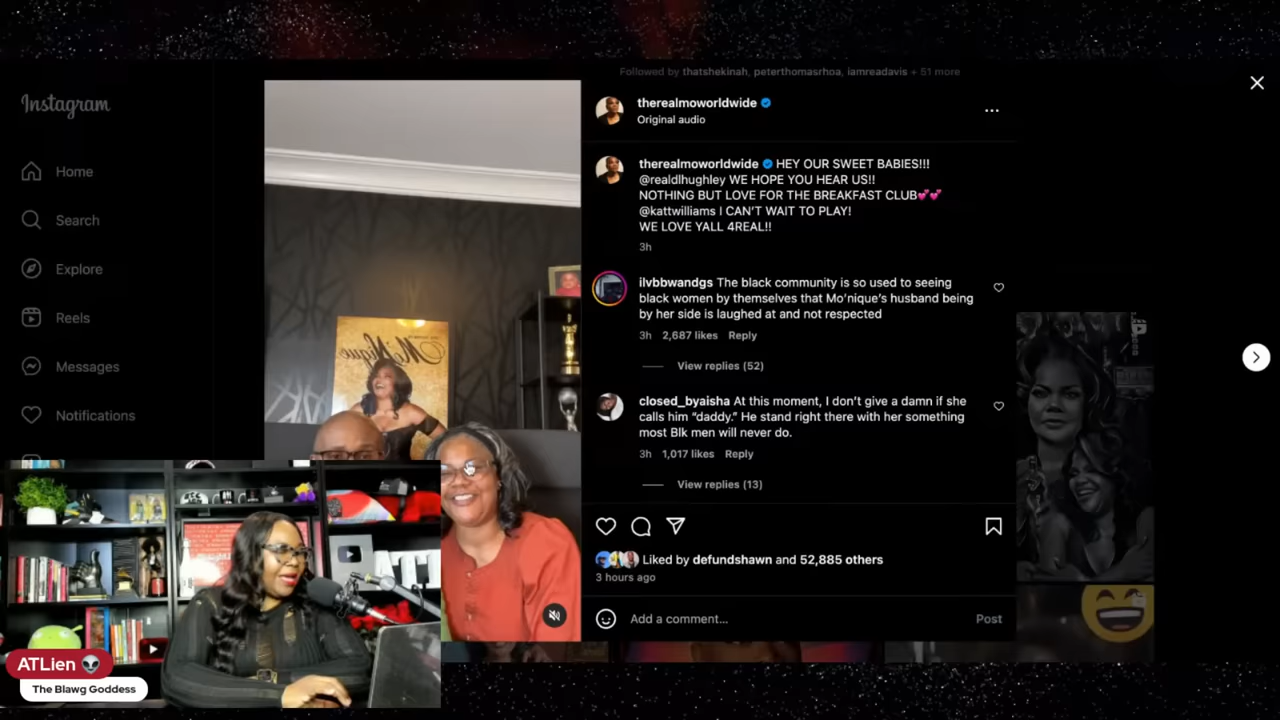 Followed by thatshekinah, peterthomasrhoa, iamreadavis + 51 more
Instagram
Home
Search
Explore
Reels
Messages
Notifications
therealmoworldwide
Original audio
therealmoworldwide HEY OUR SWEET BABIES!!!
@realdlhughley WE HOPE YOU HEAR US!!
NOTHING BUT LOVE FOR THE BREAKFAST CLUB💕💕
@kattwilliams I CAN'T WAIT TO PLAY!
WE LOVE YALL 4REAL!!
3h
ilvbbwandgs The black community is so used to seeing
black women by themselves that Mo'nique's husband being
by her side is laughed at and not respected
3h 2,687 likes Reply
View replies (52)
closed_byaisha At this moment, I don't give a damn if she
calls him "daddy." He stand right there with her something
most Blk men will never do.
3h 1,017 likes Reply
View replies (13)
Liked by defundshawn and 52,885 others
3 hours ago
Add a comment...
Post
Mo'Nique
ATLien 👽
The Blawg Goddess